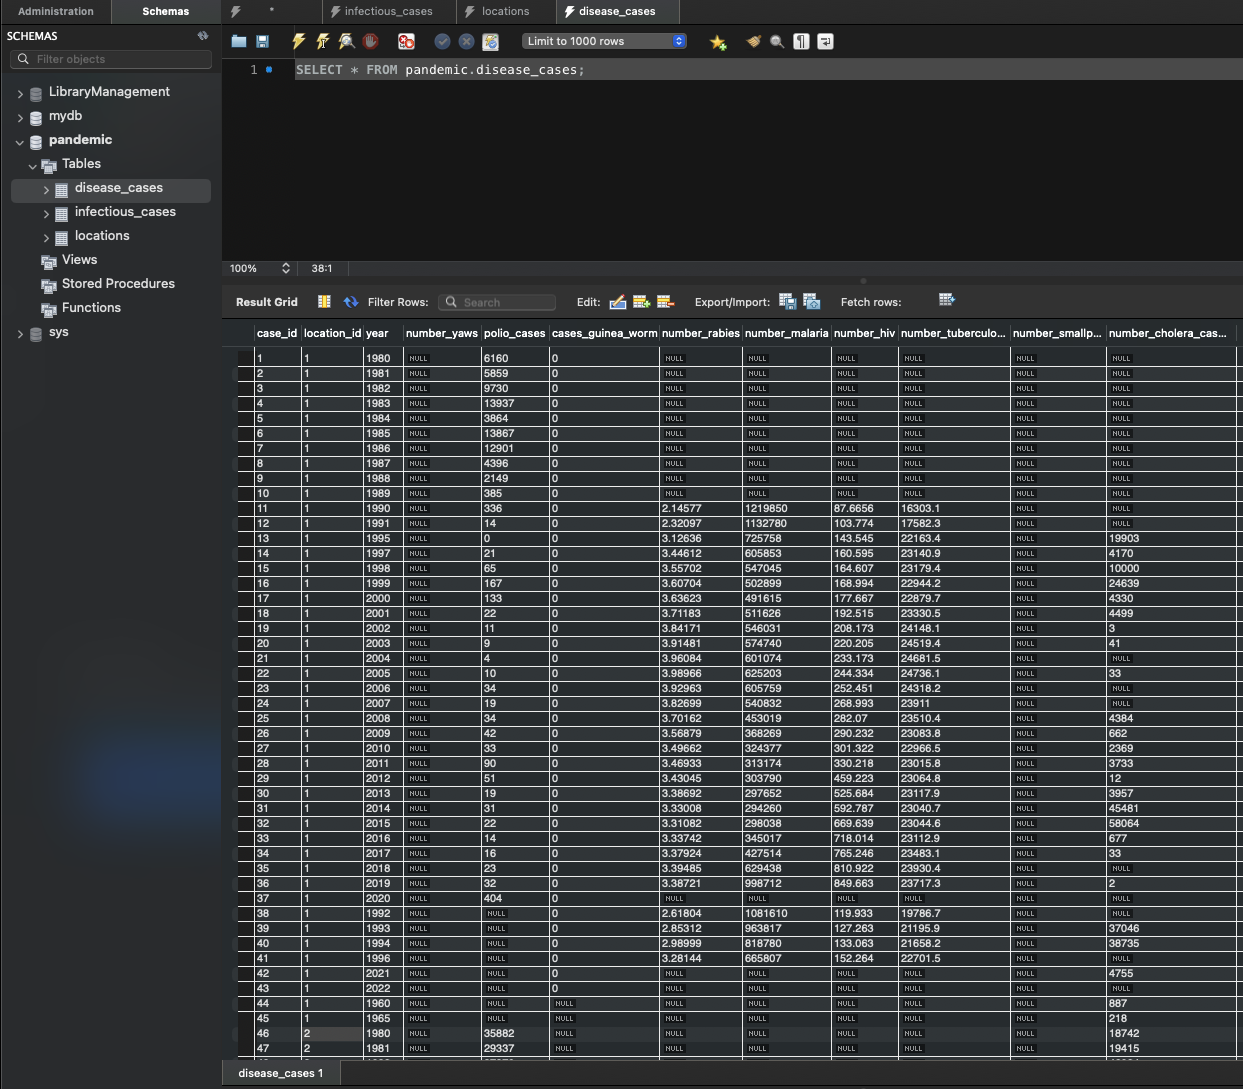 Administration Schemas * infectious_cases locations disease_cases
SCHEMAS
Filter objects
LibraryManagement
mydb
pandemic
Tables
disease_cases
infectious_cases
locations
Views
Stored Procedures
Functions
sys
Limit to 1000 rows
1 SELECT * FROM pandemic.disease_cases;
100% 38:1
Result Grid Filter Rows: Search Edit: Export/Import: Fetch rows:
case_id location_id year number_yaws polio_cases cases_guinea_worm number_rabies number_malaria number_hiv number_tuberculo... number_smallp... number_cholera_cas...
1 1 1980 NULL 6160 0 NULL NULL NULL NULL NULL NULL
2 1 1981 NULL 5859 0 NULL NULL NULL NULL NULL NULL
3 1 1982 NULL 9730 0 NULL NULL NULL NULL NULL NULL
4 1 1983 NULL 13937 0 NULL NULL NULL NULL NULL NULL
5 1 1984 NULL 3864 0 NULL NULL NULL NULL NULL NULL
6 1 1985 NULL 13867 0 NULL NULL NULL NULL NULL NULL
7 1 1986 NULL 12901 0 NULL NULL NULL NULL NULL NULL
8 1 1987 NULL 4396 0 NULL NULL NULL NULL NULL NULL
9 1 1988 NULL 2149 0 NULL NULL NULL NULL NULL NULL
10 1 1989 NULL 385 0 NULL NULL NULL NULL NULL NULL
11 1 1990 NULL 336 0 2.14577 1219850 87.6656 16303.1 NULL NULL
12 1 1991 NULL 14 0 2.32097 1132780 103.774 17582.3 NULL NULL
13 1 1995 NULL 0 0 3.12636 725758 143.545 22163.4 NULL 19903
14 1 1997 NULL 21 0 3.44612 605853 160.595 23140.9 NULL 4170
15 1 1998 NULL 65 0 3.55702 547045 164.607 23179.4 NULL 10000
16 1 1999 NULL 167 0 3.60704 502899 168.994 22944.2 NULL 24639
17 1 2000 NULL 133 0 3.63623 491615 177.667 22879.7 NULL 4330
18 1 2001 NULL 22 0 3.71183 511626 192.515 23330.5 NULL 4499
19 1 2002 NULL 11 0 3.84171 546031 208.173 24148.1 NULL 3
20 1 2003 NULL 9 0 3.91481 574740 220.205 24519.4 NULL 41
21 1 2004 NULL 4 0 3.96084 601074 233.173 24681.5 NULL NULL
22 1 2005 NULL 10 0 3.98966 625203 244.334 24736.1 NULL 33
23 1 2006 NULL 34 0 3.92963 605759 252.451 24318.2 NULL NULL
24 1 2007 NULL 19 0 3.82699 540832 268.993 23911 NULL NULL
25 1 2008 NULL 34 0 3.70162 453019 282.07 23510.4 NULL 4384
26 1 2009 NULL 42 0 3.56879 368269 290.232 23083.8 NULL 662
27 1 2010 NULL 33 0 3.49662 324377 301.322 22966.5 NULL 2369
28 1 2011 NULL 90 0 3.46933 313174 330.218 23015.8 NULL 3733
29 1 2012 NULL 51 0 3.43045 303790 459.223 23064.8 NULL 12
30 1 2013 NULL 19 0 3.38692 297652 525.684 23117.9 NULL 3957
31 1 2014 NULL 31 0 3.33008 294260 592.787 23040.7 NULL 45481
32 1 2015 NULL 22 0 3.31082 298038 669.639 23044.6 NULL 58064
33 1 2016 NULL 14 0 3.33742 345017 718.014 23112.9 NULL 677
34 1 2017 NULL 16 0 3.37924 427514 765.246 23483.1 NULL 33
35 1 2018 NULL 23 0 3.39485 629438 810.922 23930.4 NULL NULL
36 1 2019 NULL 32 0 3.38721 998712 849.663 23717.3 NULL 2
37 1 2020 NULL 404 0 NULL NULL NULL NULL NULL NULL
38 1 1992 NULL NULL 0 2.61804 1081610 119.933 19786.7 NULL NULL
39 1 1993 NULL NULL 0 2.85312 963817 127.263 21195.9 NULL 37046
40 1 1994 NULL NULL 0 2.98999 818780 133.063 21658.2 NULL 38735
41 1 1996 NULL NULL 0 3.28144 665807 152.264 22701.5 NULL NULL
42 1 2021 NULL NULL 0 NULL NULL NULL NULL NULL 4755
43 1 2022 NULL NULL 0 NULL NULL NULL NULL NULL NULL
44 1 1960 NULL NULL NULL NULL NULL NULL NULL NULL 887
45 1 1965 NULL NULL NULL NULL NULL NULL NULL NULL 218
46 2 1980 NULL 35882 NULL NULL NULL NULL NULL NULL 18742
47 2 1981 NULL 29337 NULL NULL NULL NULL NULL NULL 19415
disease_cases 1